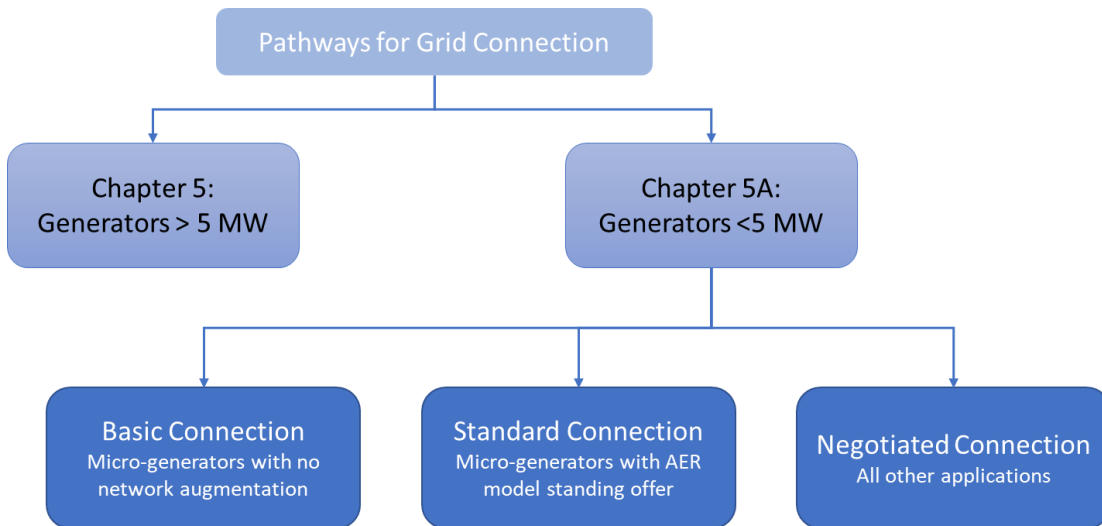 Pathways for Grid Connection
Chapter 5:
Generators > 5 MW
Chapter 5A:
Generators <5 MW
Basic Connection
Micro-generators with no
network augmentation
Standard Connection
Micro-generators with AER
model standing offer
Negotiated Connection
All other applications